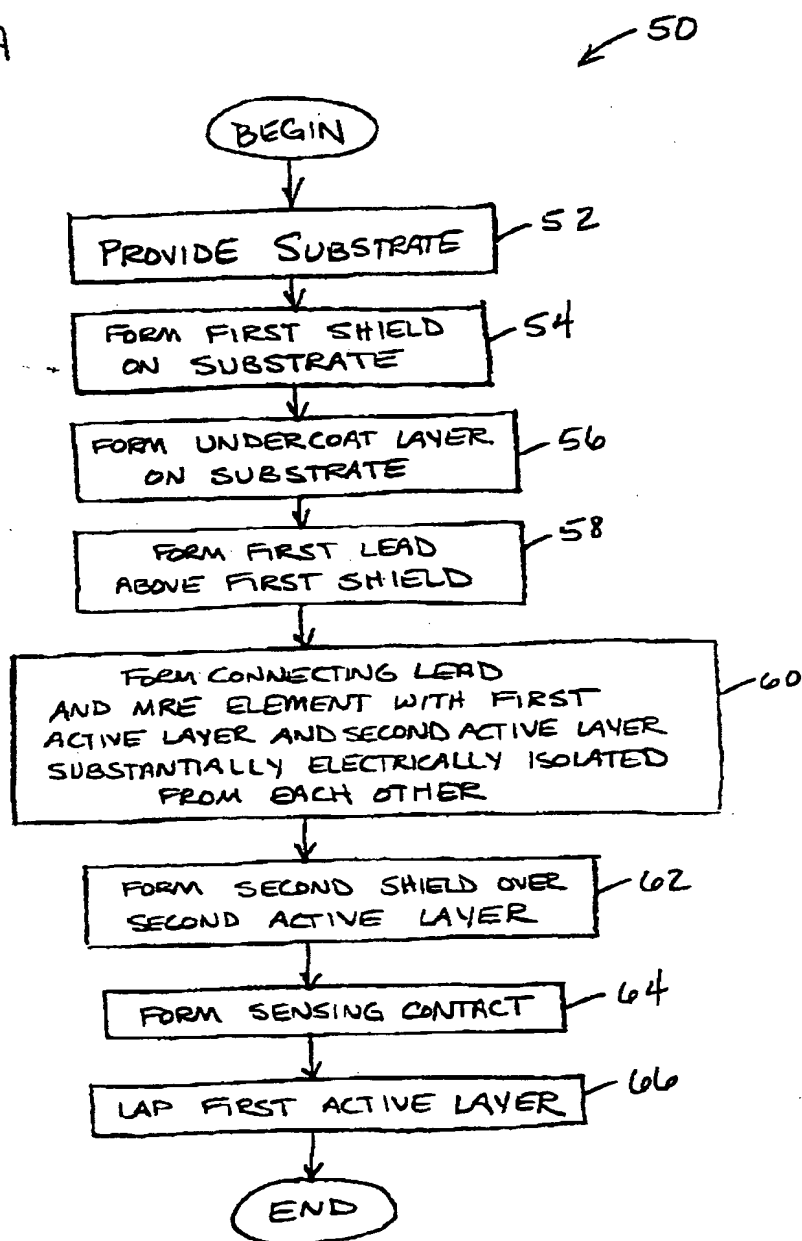 A
50
BEGIN
PROVIDE SUBSTRATE
52
FORM FIRST SHIELD
ON SUBSTRATE
54
FORM UNDERCOAT LAYER
ON SUBSTRATE
56
FORM FIRST LEAD
ABOVE FIRST SHIELD
58
FORM CONNECTING LEAD
AND MRE ELEMENT WITH FIRST
ACTIVE LAYER AND SECOND ACTIVE LAYER
SUBSTANTIALLY ELECTRICALLY ISOLATED
FROM EACH OTHER
60
FORM SECOND SHIELD OVER
SECOND ACTIVE LAYER
62
FORM SENSING CONTACT
64
LAP FIRST ACTIVE LAYER
66
END